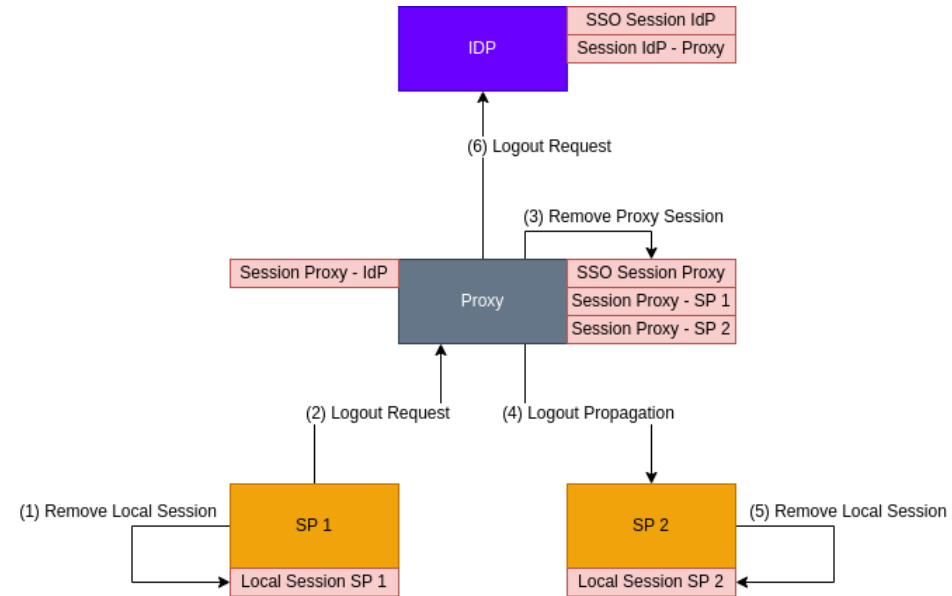 SSO Session IdP
IDP
Session IdP - Proxy
(6) Logout Request
(3) Remove Proxy Session
Session Proxy - IdP
SSO Session Proxy
Proxy
Session Proxy - SP 1
Session Proxy - SP 2
(2) Logout Request
(4) Logout Propagation
(1) Remove Local Session
SP 1
SP 2
(5) Remove Local Session
Local Session SP 1
Local Session SP 2